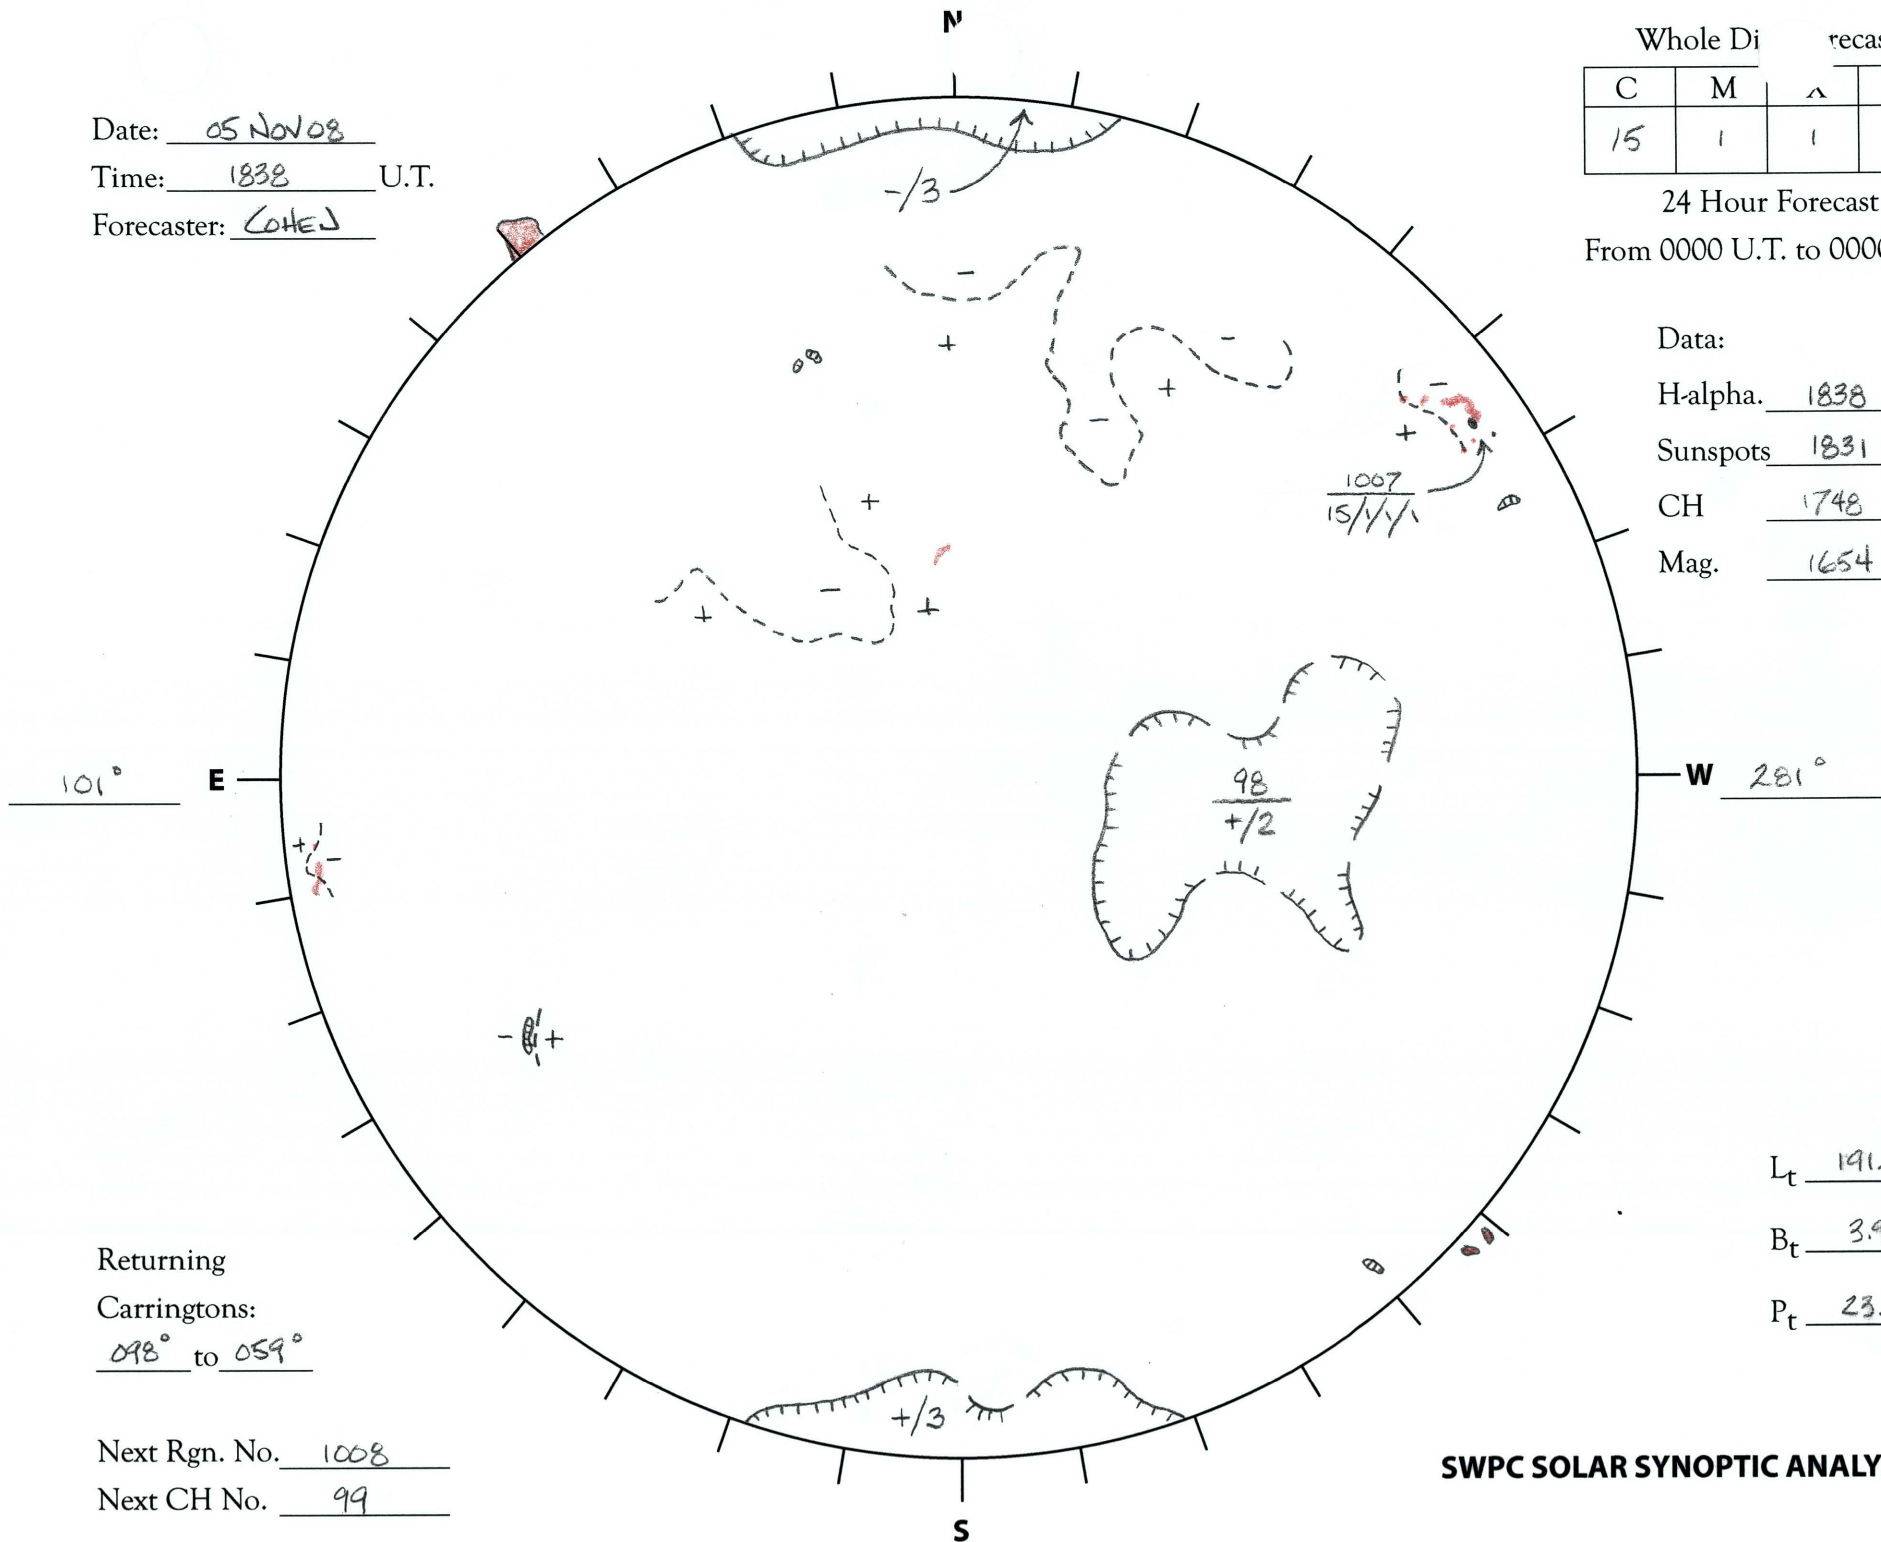 N
Whole Di recas
Date: 05 NOV 08
C M X
Time: 1838 U.T.
15 1 1
Forecaster: COHEN
-/3
24 Hour Forecast
From 0000 U.T. to 000
-
+
-
+
-
Data:
H-alpha. 1838
Sunspots 1831
CH 1748
Mag. 1654
-
+
1007
15/1/1/1
+
-
+
+
101° E
W 281°
98
+/2
+
-
- +
Lt 191.
Bt 3.9
Pt 23.
Returning
Carringtons:
098° to 059°
+/3
Next Rgn. No. 1008
Next CH No. 99
SWPC SOLAR SYNOPTIC ANALY
S